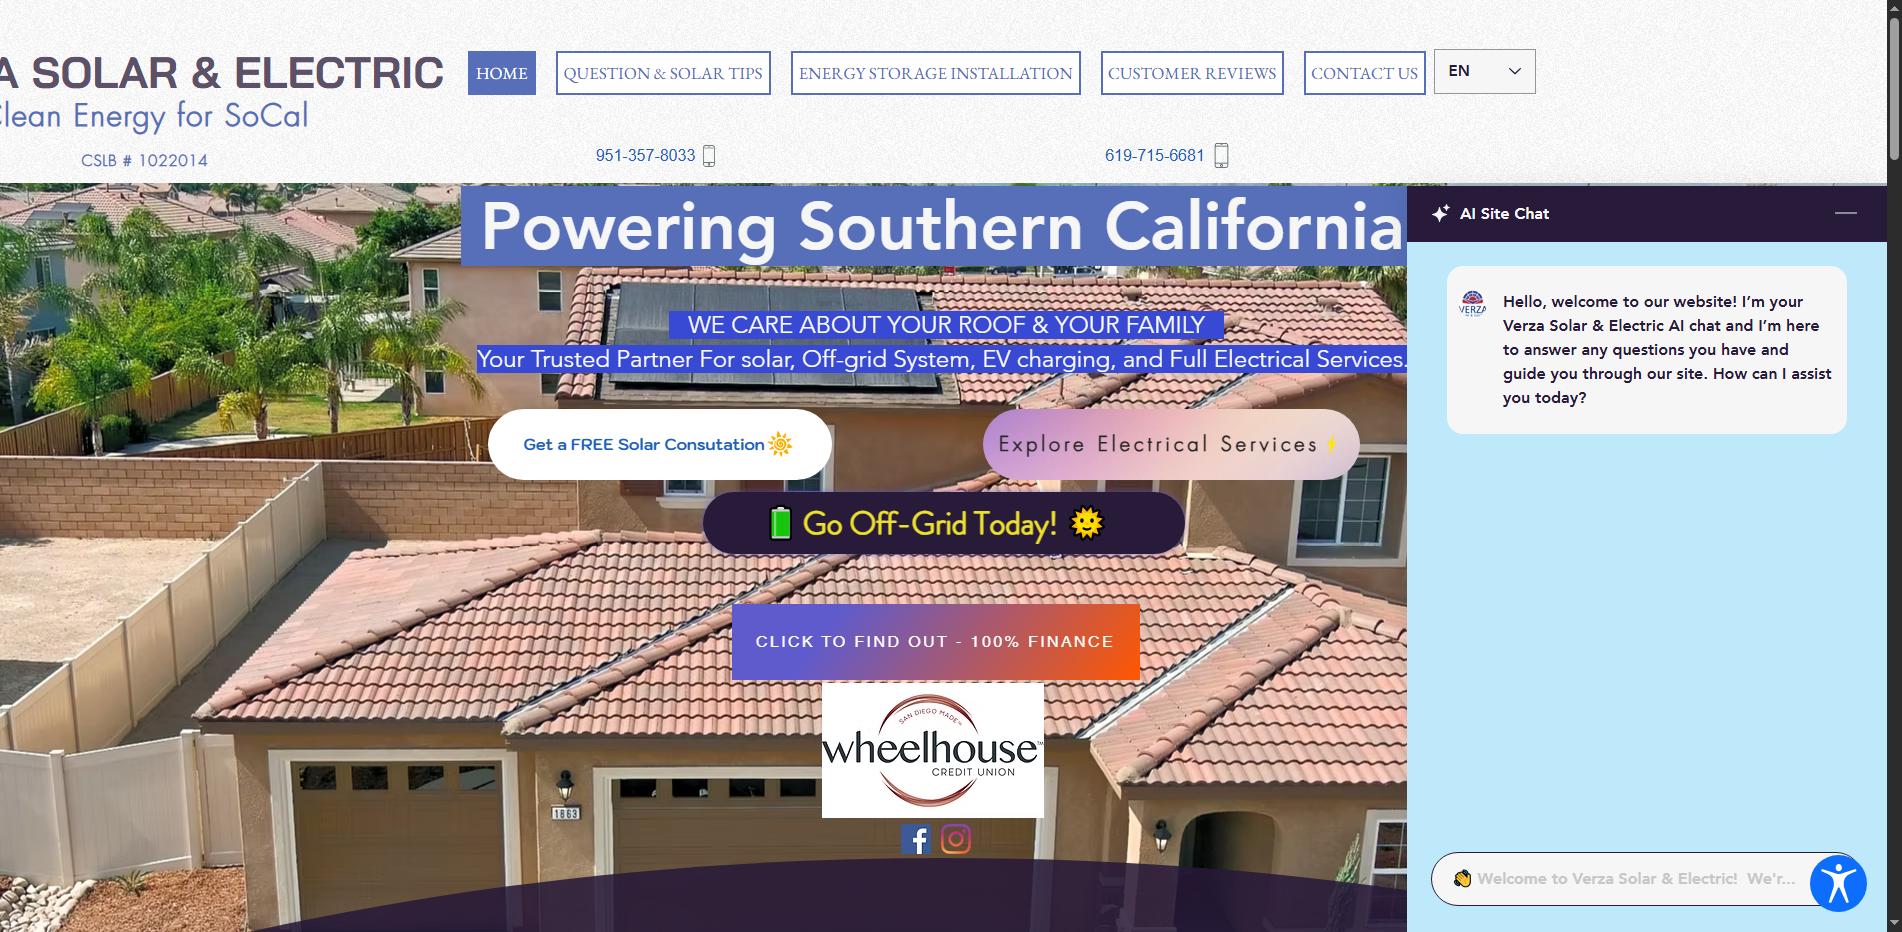 A SOLAR & ELECTRIC
Clean Energy for SoCal
CSLB # 1022014
HOME
QUESTION & SOLAR TIPS
ENERGY STORAGE INSTALLATION
CUSTOMER REVIEWS
CONTACT US
EN
951-357-8033
619-715-6681
Powering Southern California
WE CARE ABOUT YOUR ROOF & YOUR FAMILY
Your Trusted Partner For solar, Off-grid System, EV charging, and Full Electrical Services.
Get a FREE Solar Consutation
Explore Electrical Services
Go Off-Grid Today!
CLICK TO FIND OUT - 100% FINANCE
SAN DIEGO MADE™
wheelhouse™
CREDIT UNION
1863
AI Site Chat
VERZA
Hello, welcome to our website! I'm your
Verza Solar & Electric AI chat and I'm here
to answer any questions you have and
guide you through our site. How can I assist
you today?
👋 Welcome to Verza Solar & Electric! We'r...